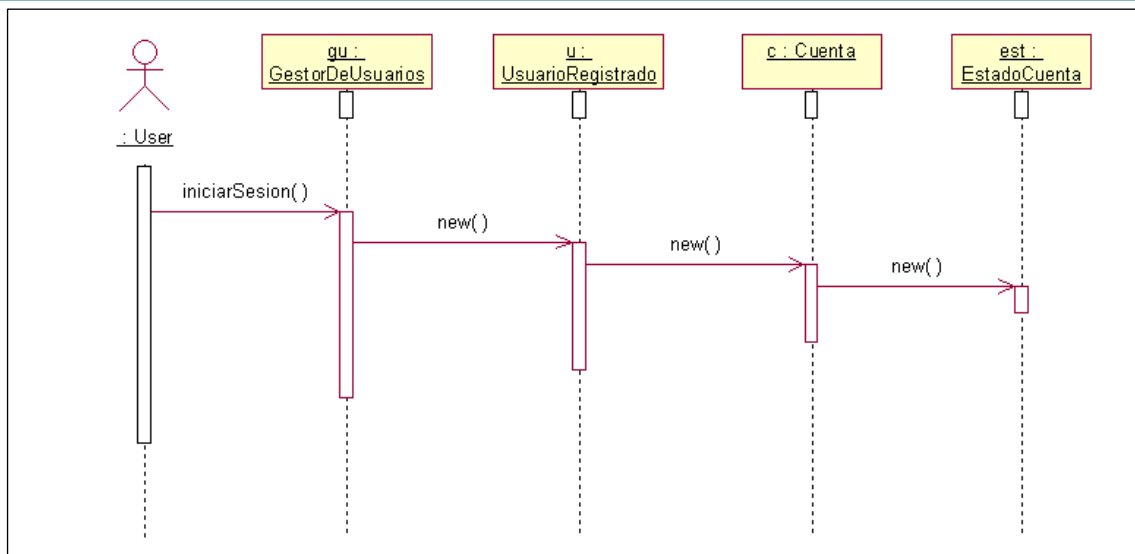 gu :
GestorDeUsuarios
u :
UsuarioRegistrado
c : Cuenta
est :
EstadoCuenta
: User
iniciarSesion( )
new( )
new( )
new( )